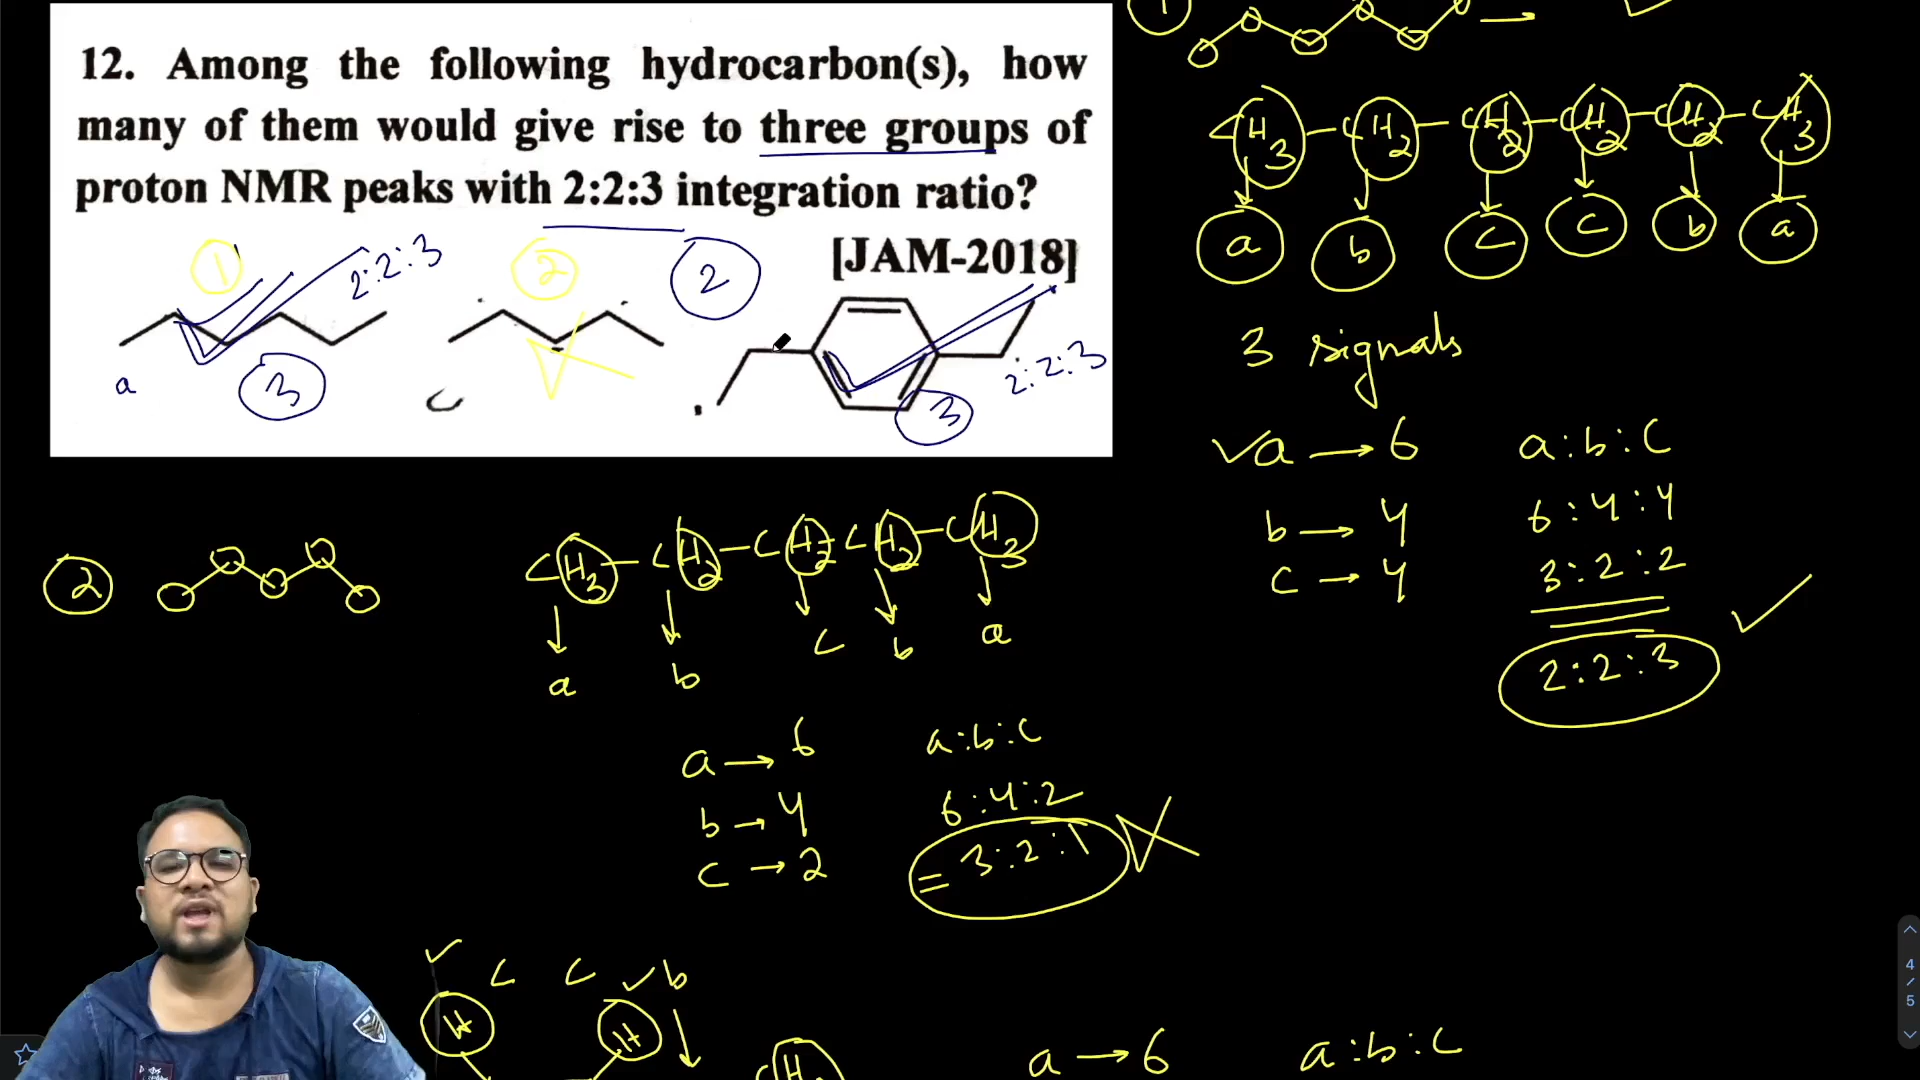 12. Among the following hydrocarbon(s), how
many of them would give rise to three groups of
proton NMR peaks with 2:2:3 integration ratio?
[JAM-2018]
1
2:2:3
2
2
a
3
c
3
2:2:3
CH3-CH2-CH2-CH2-CH2-CH3
a b c c b a
3 signals
✓a → 6
b → 4
c → 4
a:b:c
6:4:4
3:2:2
2:2:3
2
CH3-CH2-CH2-CH2-CH3
a b c b a
a → 6
b → 4
c → 2
a:b:c
6:4:2
= 3:2:1
c c b
H H
a → 6 a:b:c
4
/
5